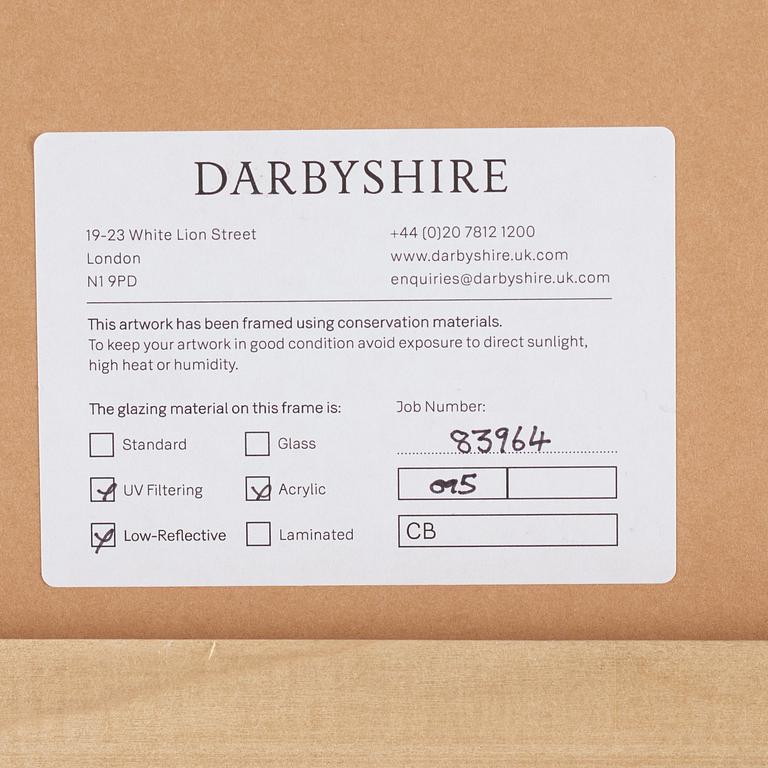 DARBYSHIRE
19-23 White Lion Street
London
N1 9PD
+44 (0)20 7812 1200
www.darbyshire.uk.com
enquiries@darbyshire.uk.com
This artwork has been framed using conservation materials.
To keep your artwork in good condition avoid exposure to direct sunlight,
high heat or humidity.
The glazing material on this frame is:
Standard
Glass
UV Filtering
Acrylic
Low-Reflective
Laminated
Job Number:
83964
CB